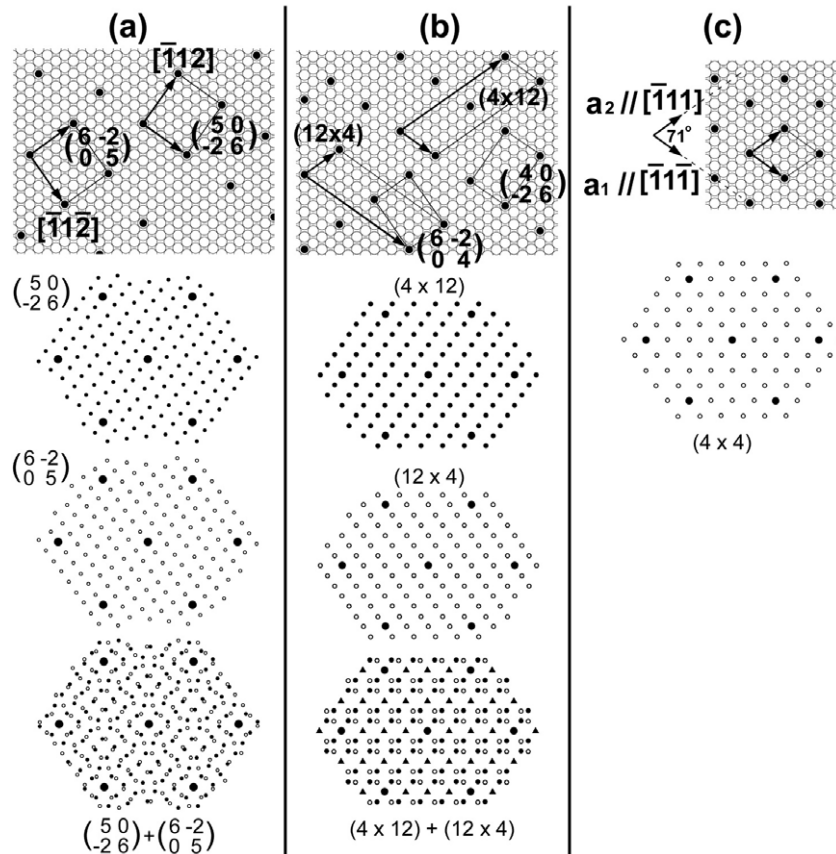 (a)
[1̄12]
(6 -2
0 5)
(5 0
-2 6)
[1̄12̄]
(5 0
-2 6)
(6 -2
0 5)
(5 0
-2 6)+(6 -2
0 5)
(b)
(4x12)
(12x4)
(4 0
-2 6)
(6 -2
0 4)
(4 x 12)
(12 x 4)
(4 x 12) + (12 x 4)
(c)
a2 // [1̄11]
71°
a1 // [1̄11̄]
(4 x 4)